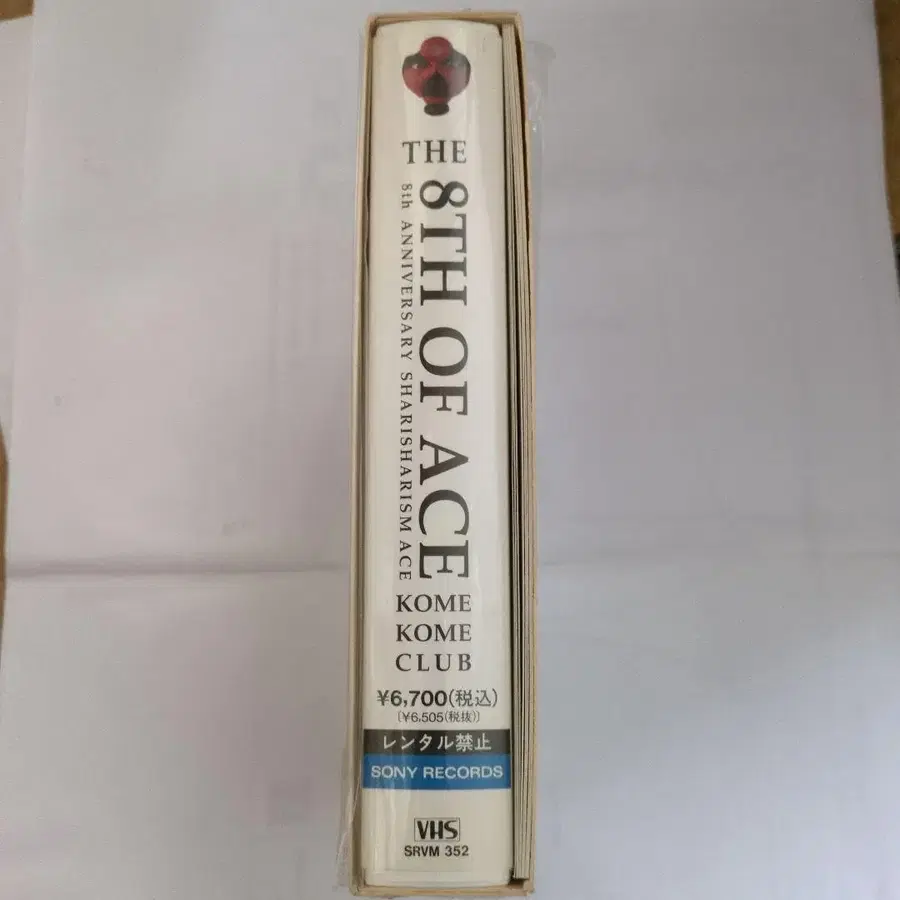 THE
8TH OF ACE
8th ANNIVERSARY SHARISHARISM ACE
KOME
KOME
CLUB
¥6,700(税込)
(¥6,505(税抜))
レンタル禁止
SONY RECORDS
VHS
SRVM 352